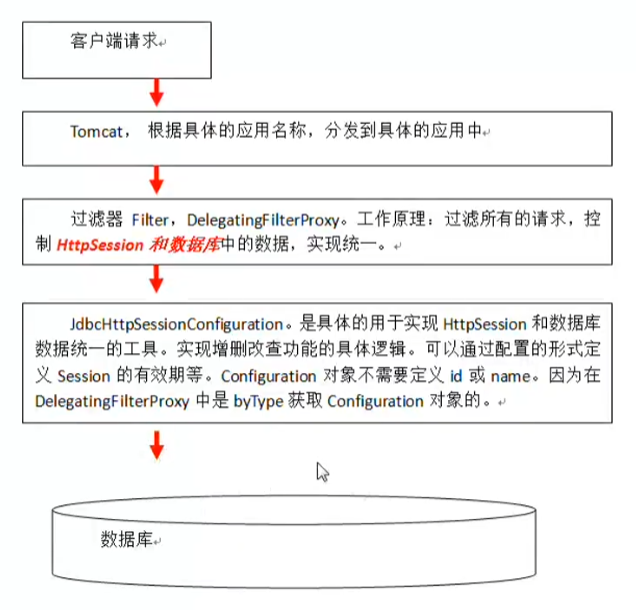 客户端请求
Tomcat， 根据具体的应用名称，分发到具体的应用中
过滤器 Filter，DelegatingFilterProxy。工作原理：过滤所有的请求，控
制 HttpSession 和数据库中的数据，实现统一。
JdbcHttpSessionConfiguration。是具体的用于实现 HttpSession 和数据库
数据统一的工具。实现增删改查功能的具体逻辑。可以通过配置的形式定
义 Session 的有效期等。Configuration 对象不需要定义 id 或 name。因为在
DelegatingFilterProxy 中是 byType 获取 Configuration 对象的。
数据库